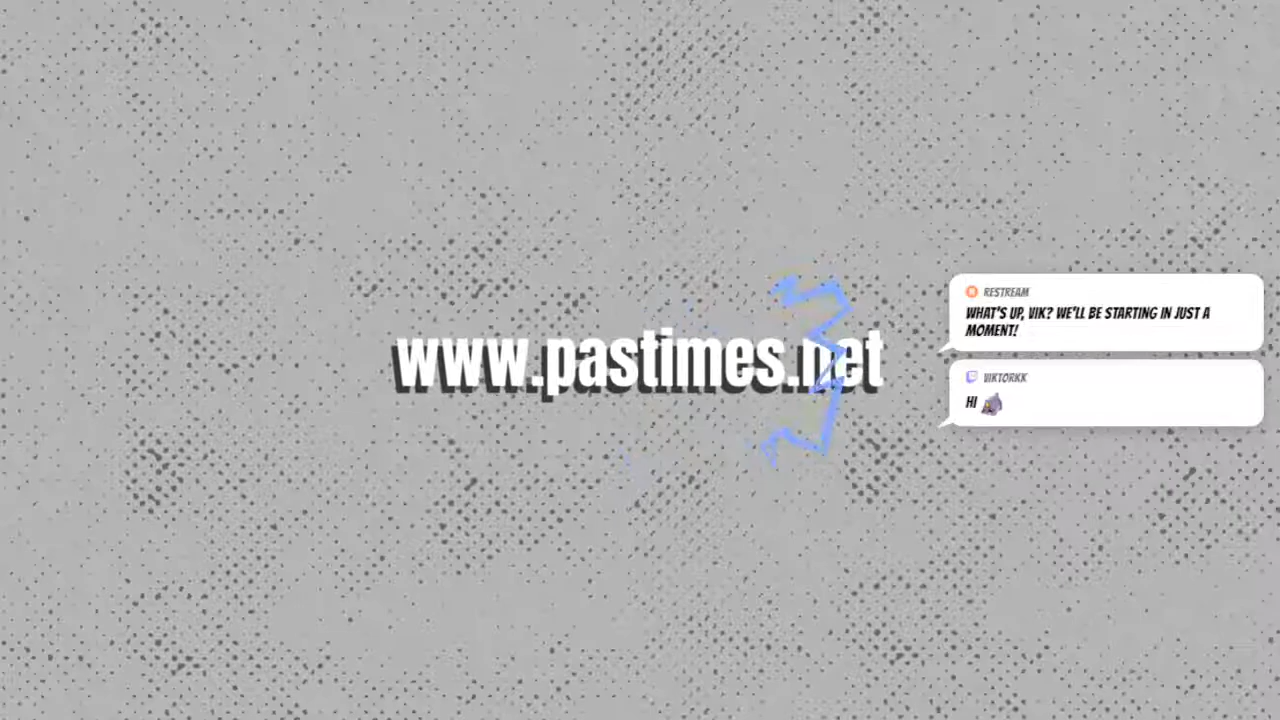 www.pastimes.net
RESTREAM
WHAT'S UP, VIK? WE'LL BE STARTING IN JUST A
MOMENT!
VIKTORKK
HI